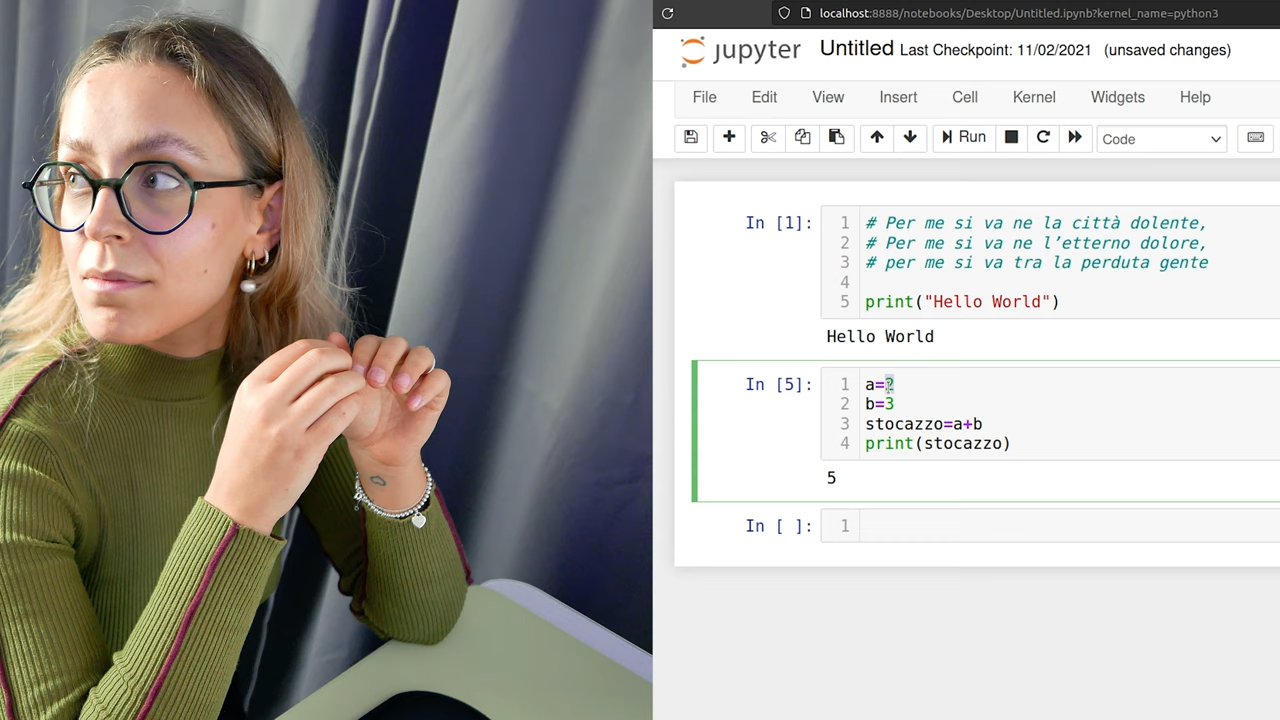 localhost:8888/notebooks/Desktop/Untitled.ipynb?kernel_name=python3
jupyter Untitled Last Checkpoint: 11/02/2021 (unsaved changes)
File Edit View Insert Cell Kernel Widgets Help
Run Code
In [1]:
1 # Per me si va ne la città dolente,
2 # Per me si va ne l’etterno dolore,
3 # per me si va tra la perduta gente
4
5 print("Hello World")
Hello World
In [5]:
1 a=2
2 b=3
3 stocazzo=a+b
4 print(stocazzo)
5
In [ ]:
1